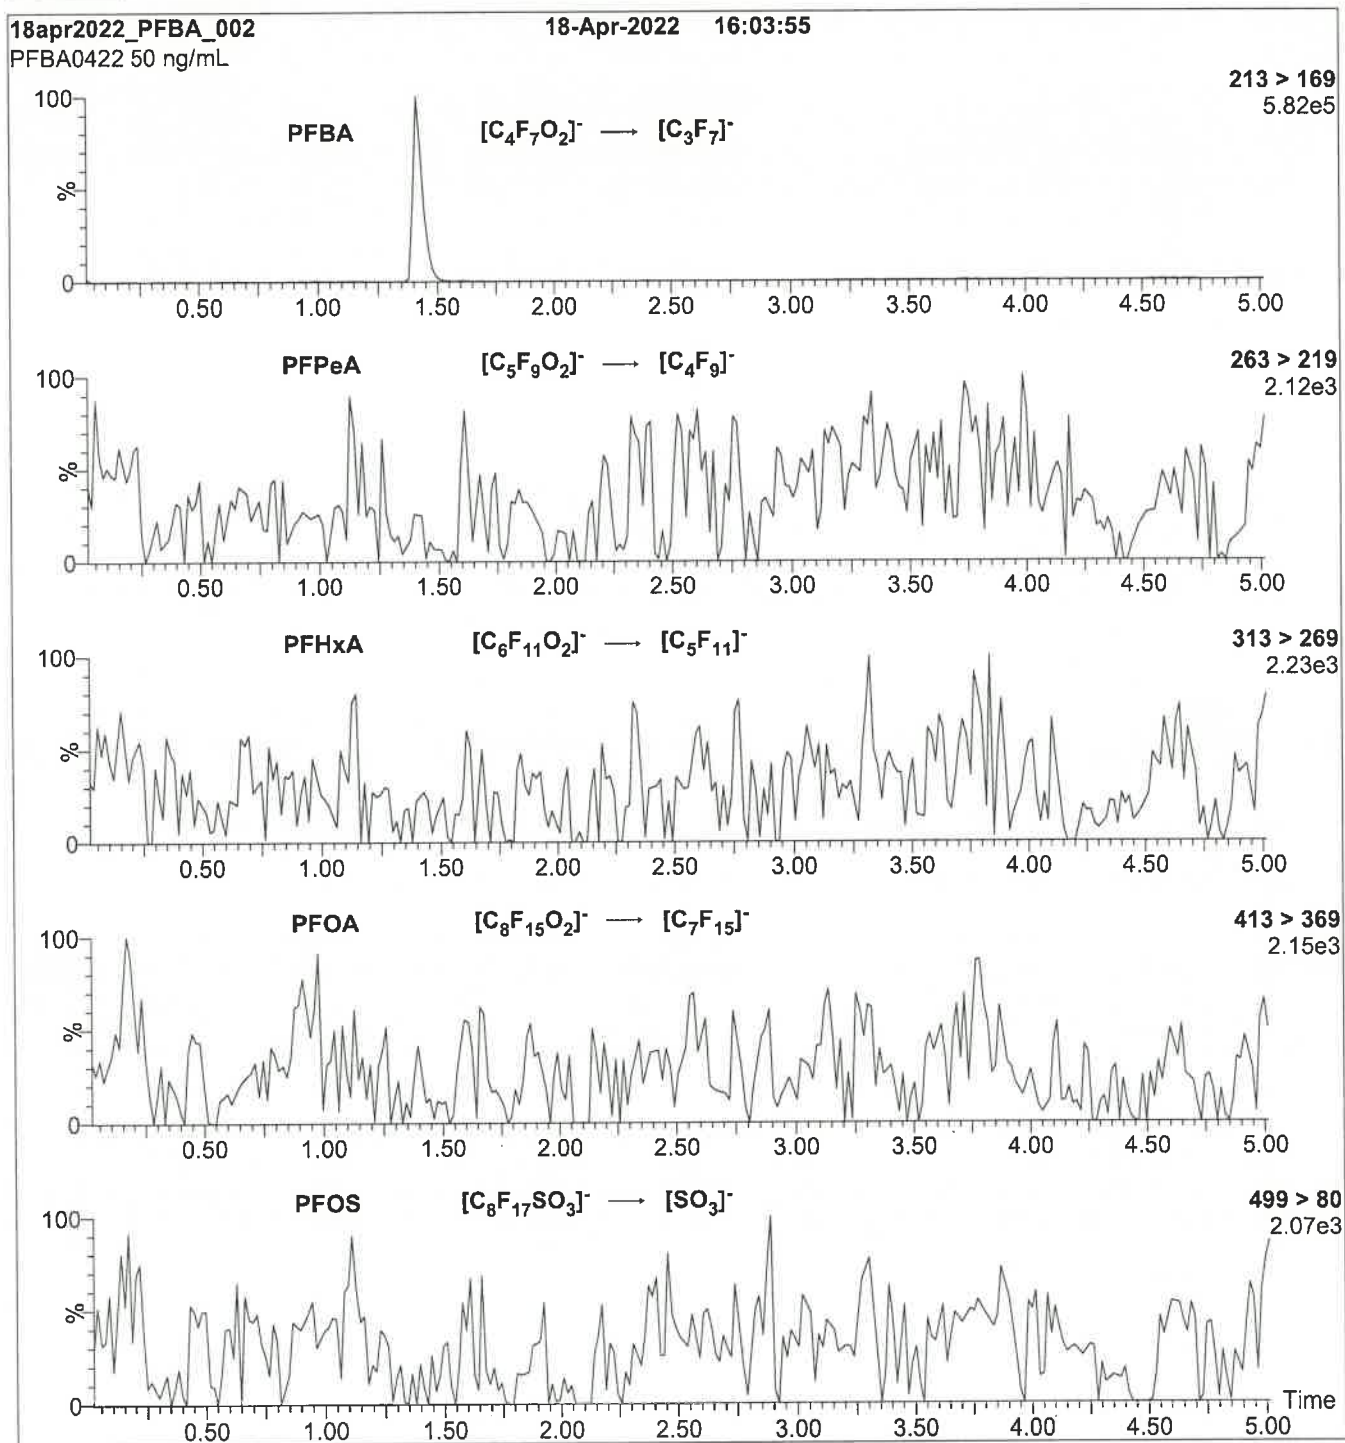 18apr2022_PFBA_002 18-Apr-2022 16:03:55
PFBA0422 50 ng/mL
213 > 169
5.82e5
PFBA [C4F7O2]- → [C3F7]-
100
%
0
0.50 1.00 1.50 2.00 2.50 3.00 3.50 4.00 4.50 5.00
PFPeA [C5F9O2]- → [C4F9]-
263 > 219
2.12e3
100
%
0
0.50 1.00 1.50 2.00 2.50 3.00 3.50 4.00 4.50 5.00
PFHxA [C6F11O2]- → [C5F11]-
313 > 269
2.23e3
100
%
0
0.50 1.00 1.50 2.00 2.50 3.00 3.50 4.00 4.50 5.00
PFOA [C8F15O2]- → [C7F15]-
413 > 369
2.15e3
100
%
0
0.50 1.00 1.50 2.00 2.50 3.00 3.50 4.00 4.50 5.00
PFOS [C8F17SO3]- → [SO3]-
499 > 80
2.07e3
100
%
0
Time
0.50 1.00 1.50 2.00 2.50 3.00 3.50 4.00 4.50 5.00